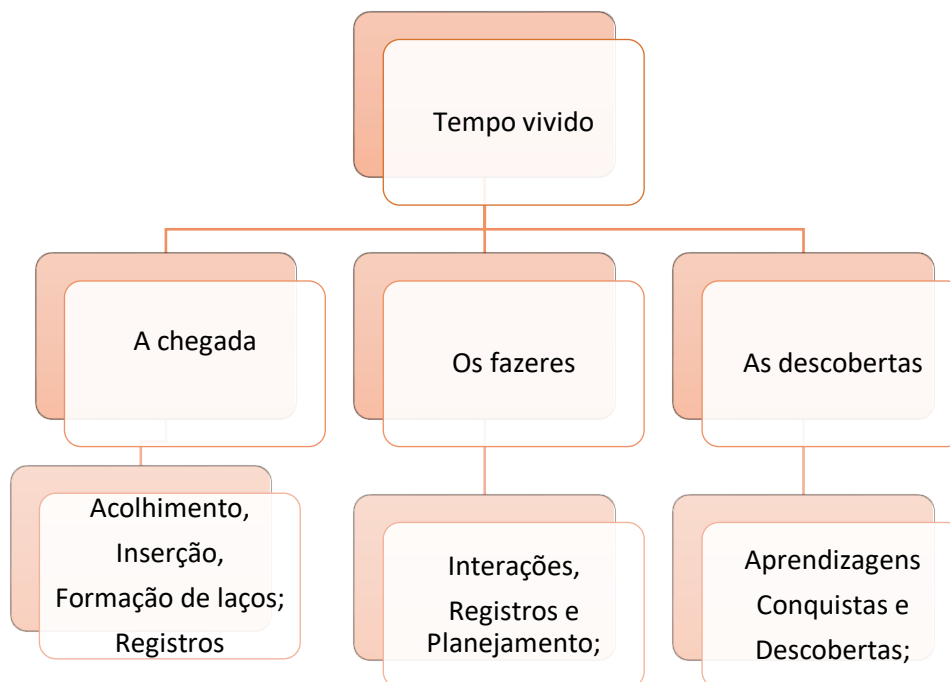 Tempo vivido
A chegada
Os fazeres
As descobertas
Acolhimento,
Inserção,
Formação de laços;
Registros
Interações,
Registros e
Planejamento;
Aprendizagens
Conquistas e
Descobertas;